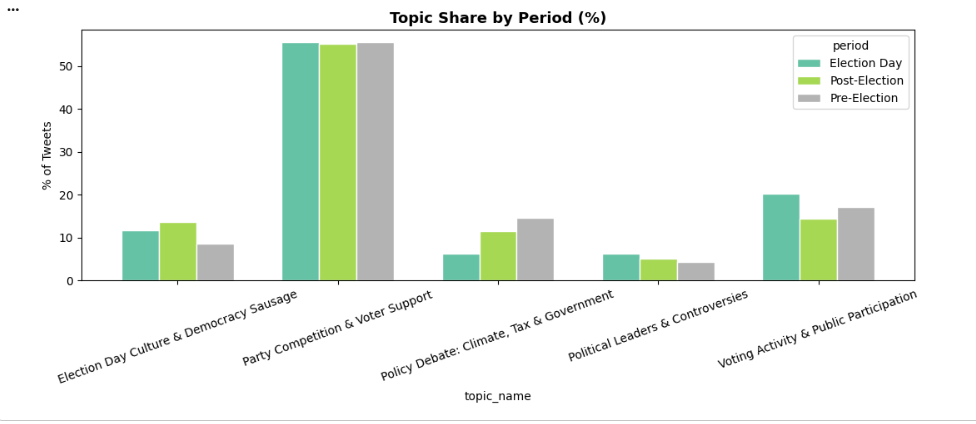 ...
Topic Share by Period (%)
period
Election Day
Post-Election
Pre-Election
% of Tweets
50
40
30
20
10
0
Election Day Culture & Democracy Sausage
Party Competition & Voter Support
Policy Debate: Climate, Tax & Government
Political Leaders & Controversies
Voting Activity & Public Participation
topic_name